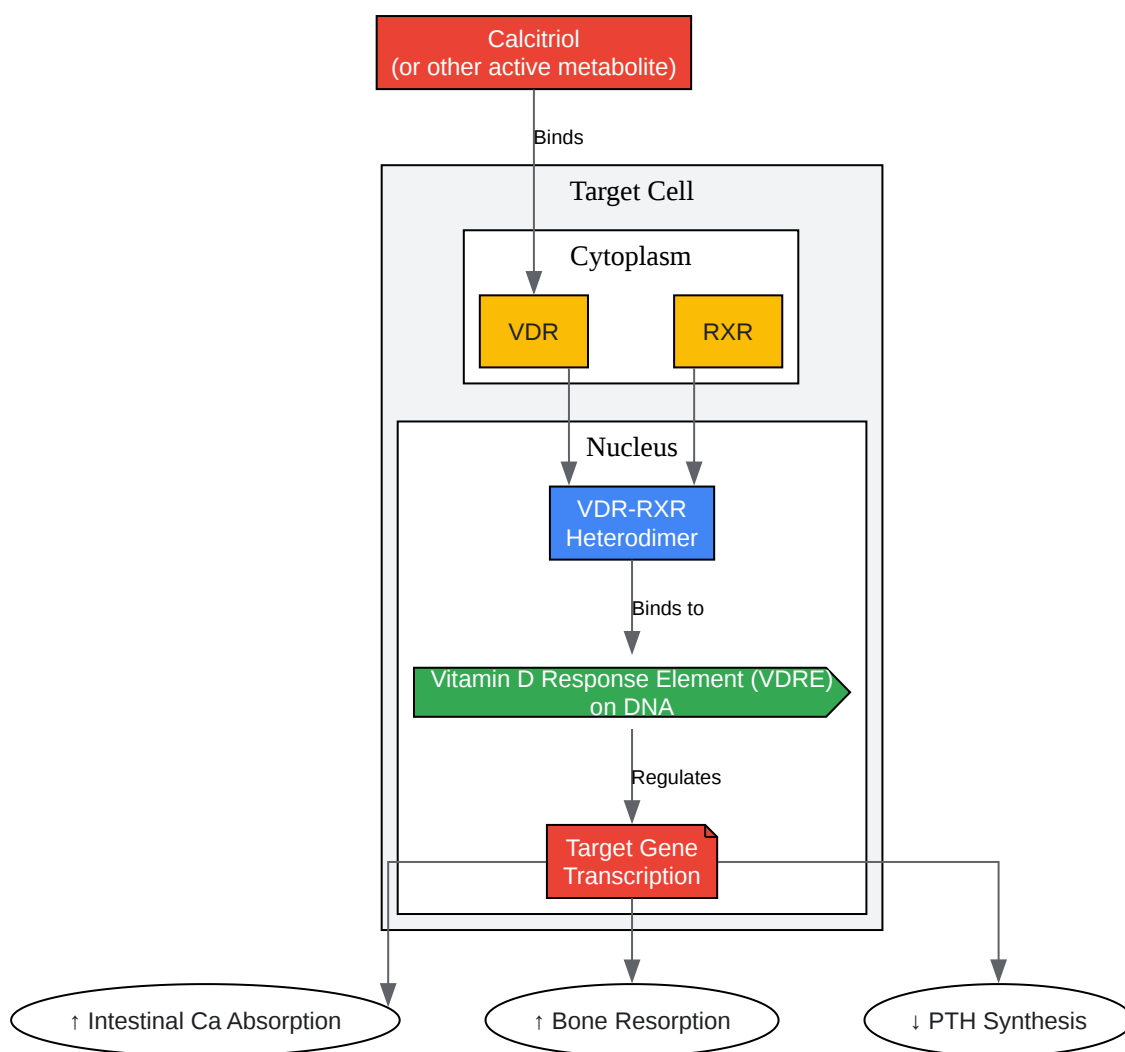 Calcitriol
(or other active metabolite)
Binds
Target Cell
Cytoplasm
VDR
RXR
Nucleus
VDR-RXR
Heterodimer
Binds to
Vitamin D Response Element (VDRE)
on DNA
Regulates
Target Gene
Transcription
↑ Intestinal Ca Absorption
↑ Bone Resorption
↓ PTH Synthesis